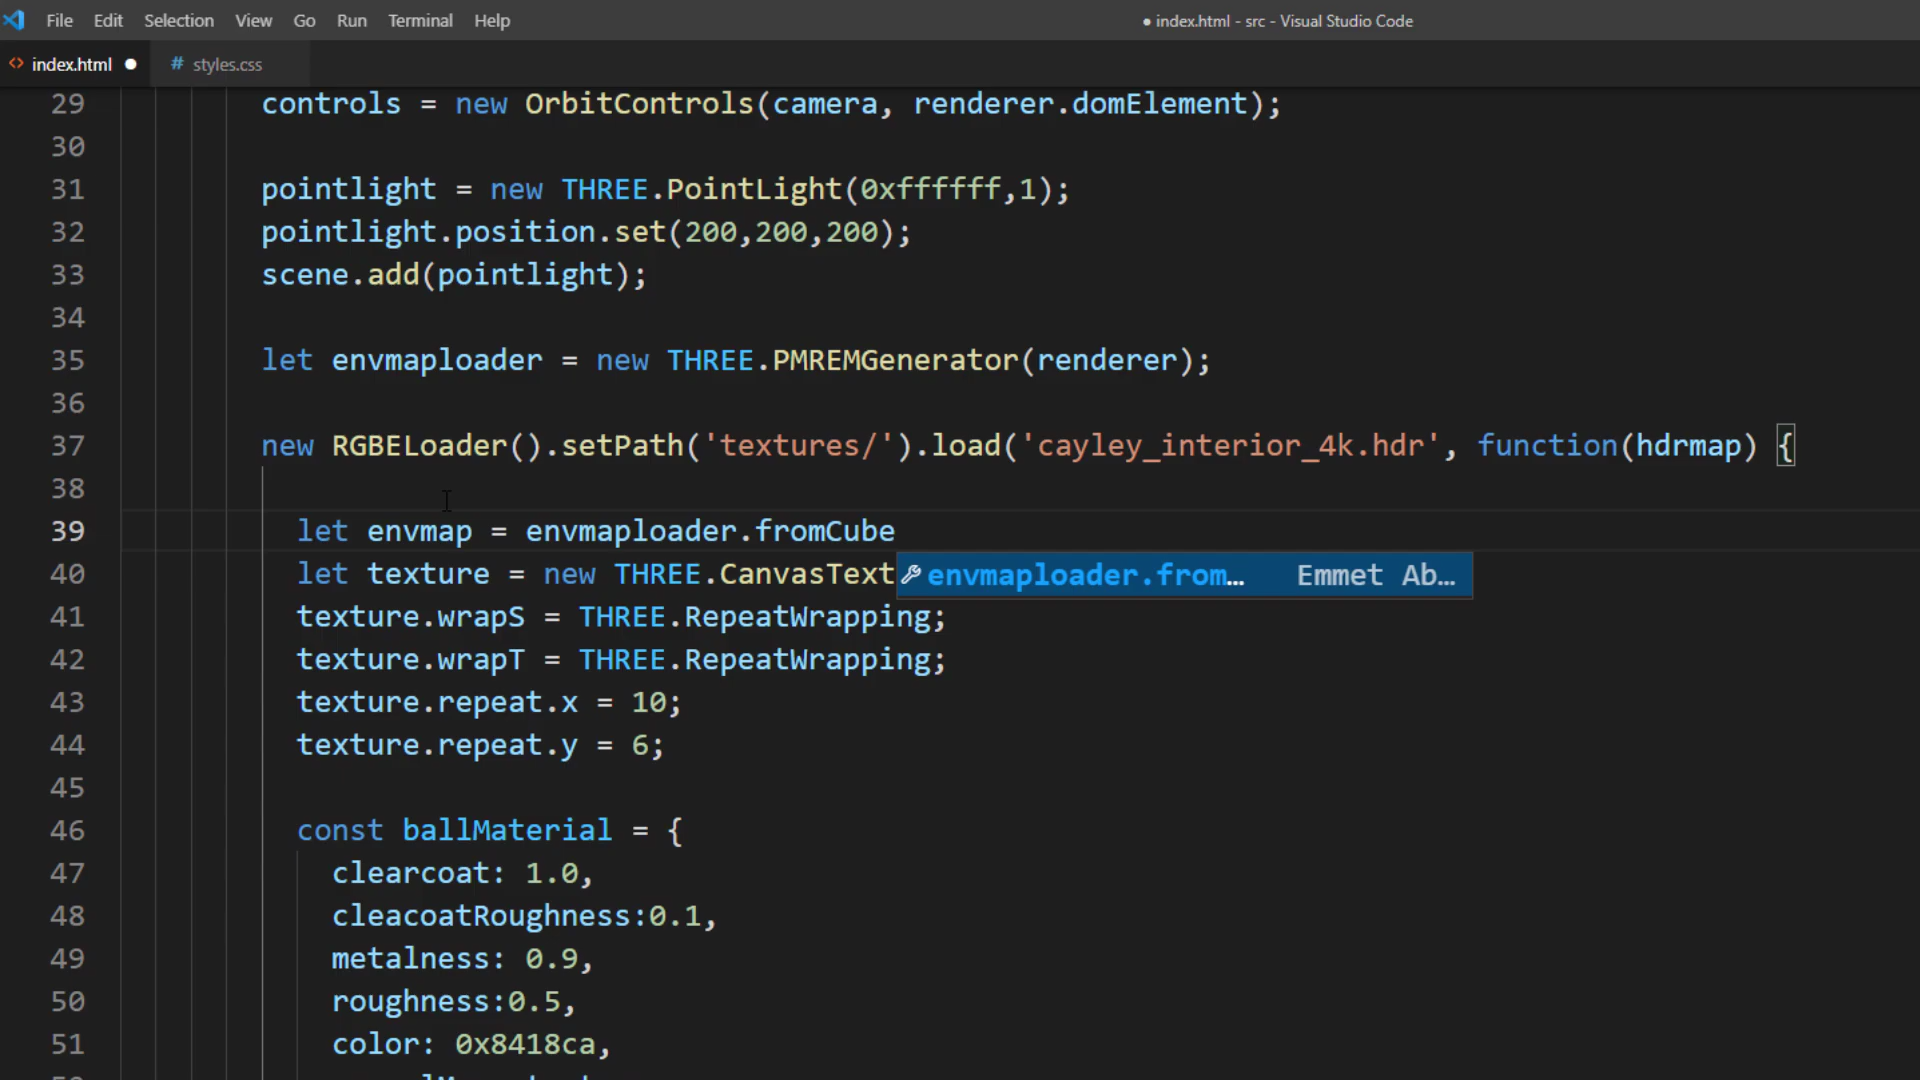 File Edit Selection View Go Run Terminal Help ● index.html - src - Visual Studio Code
<> index.html ● # styles.css
29 controls = new OrbitControls(camera, renderer.domElement);
30
31 pointlight = new THREE.PointLight(0xffffff,1);
32 pointlight.position.set(200,200,200);
33 scene.add(pointlight);
34
35 let envmaploader = new THREE.PMREMGenerator(renderer);
36
37 new RGBELoader().setPath('textures/').load('cayley_interior_4k.hdr', function(hdrmap) {
38
39 let envmap = envmaploader.fromCube
40 let texture = new THREE.CanvasText envmaploader.from… Emmet Ab…
41 texture.wrapS = THREE.RepeatWrapping;
42 texture.wrapT = THREE.RepeatWrapping;
43 texture.repeat.x = 10;
44 texture.repeat.y = 6;
45
46 const ballMaterial = {
47 clearcoat: 1.0,
48 cleacoatRoughness:0.1,
49 metalness: 0.9,
50 roughness:0.5,
51 color: 0x8418ca,